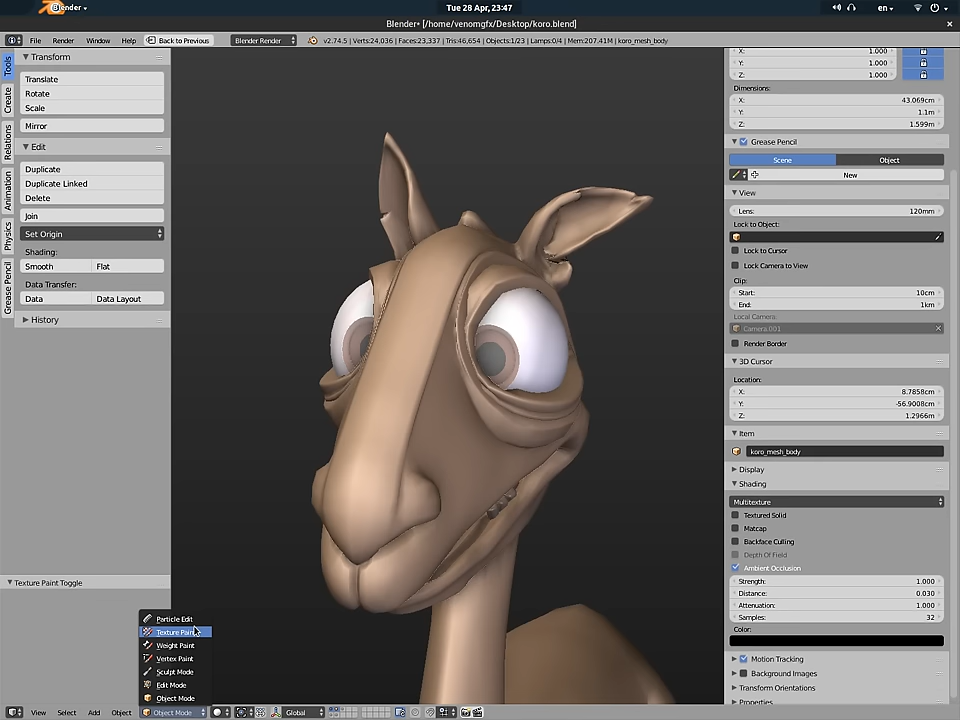 Blender
Tue 28 Apr, 23:47
en
Blender* [/home/venomgfx/Desktop/koro.blend]
File Render Window Help Back to Previous Blender Render v2.74.5 | Verts:24,036 | Faces:23,337 | Tris:46,654 | Objects:1/23 | Lamps:0/4 | Mem:207.41M | koro_mesh_body
Tools
Create
Relations
Animation
Physics
Grease Pencil
Transform
Translate
Rotate
Scale
Mirror
Edit
Duplicate
Duplicate Linked
Delete
Join
Set Origin
Shading:
Smooth Flat
Data Transfer:
Data Data Layout
History
Texture Paint Toggle
Particle Edit
Texture Paint
Weight Paint
Vertex Paint
Sculpt Mode
Edit Mode
Object Mode
View Select Add Object Object Mode Global
X: 1.000
Y: 1.000
Z: 1.000
Dimensions:
X: 43.069cm
Y: 1.1m
Z: 1.599m
Grease Pencil
Scene Object
New
View
Lens: 120mm
Lock to Object:
Lock to Cursor
Lock Camera to View
Clip:
Start: 10cm
End: 1km
Local Camera:
Camera.001
Render Border
3D Cursor
Location:
X: 8.7858cm
Y: -56.9008cm
Z: 1.2966m
Item
koro_mesh_body
Display
Shading
Multitexture
Textured Solid
Matcap
Backface Culling
Depth Of Field
Ambient Occlusion
Strength: 1.000
Distance: 0.030
Attenuation: 1.000
Samples: 32
Color:
Motion Tracking
Background Images
Transform Orientations
Properties